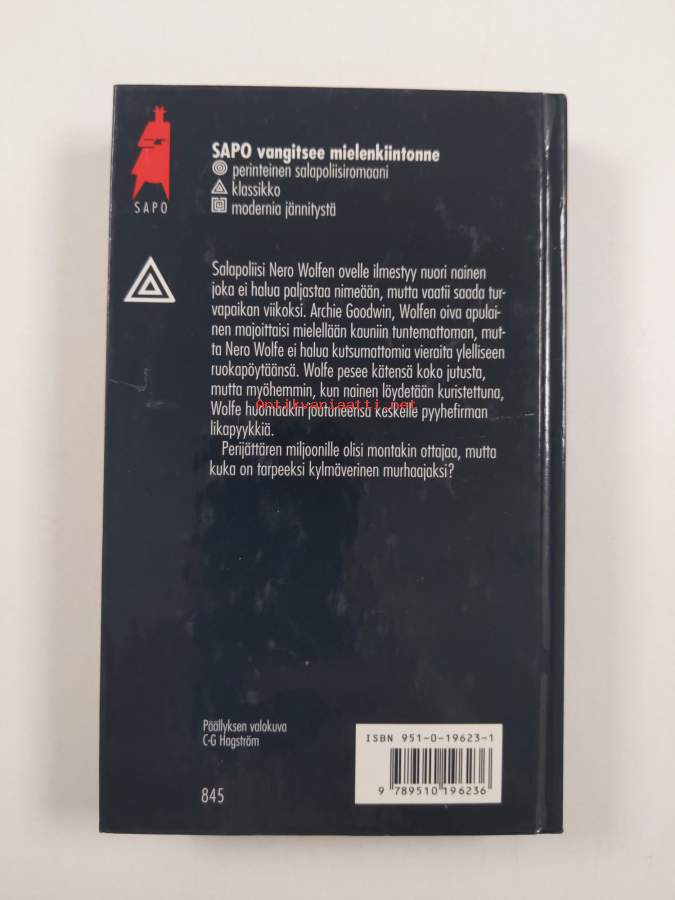 SAPO
SAPO vangitsee mielenkiintonne
perinteinen salapoliisiromaani
klassikko
modernia jännitystä
Salapoliisi Nero Wolfen ovelle ilmestyy nuori nainen
joka ei halua paljastaa nimeään, mutta vaatii saada tur-
vapaikan viikoksi. Archie Goodwin, Wolfen oiva apulai-
nen majoittaisi mielellään kauniin tuntemattoman, mut-
ta Nero Wolfe ei halua kutsumattomia vieraita ylelliseen
ruokapöytäänsä. Wolfe pesee kätensä koko jutusta,
mutta myöhemmin, kun nainen löydetään kuristettuna,
Antikvariaatti.net
Wolfe huomaakin joutuneensa keskelle pyyhefirman
likapyykkiä.
Perijättären miljoonille olisi montakin ottajaa, mutta
kuka on tarpeeksi kylmäverinen murhaajaksi?
Päällyksen valokuva
C-G Hagström
ISBN 951-0-19623-1
9 789510 196236
845